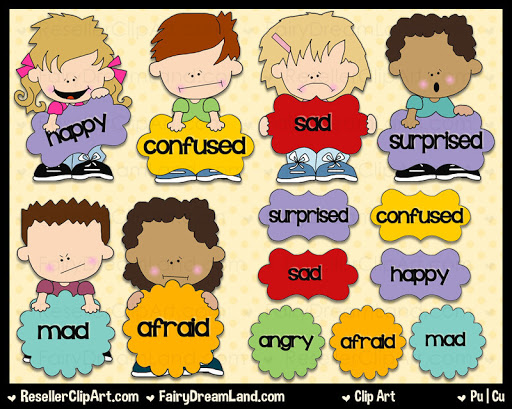 happy
confused
sad
surprised
mad
afraid
surprised
confused
sad
happy
angry
afraid
mad
ResellerClipArt.com
FairyDreamLand.com
Clip Art
Pu | Cu